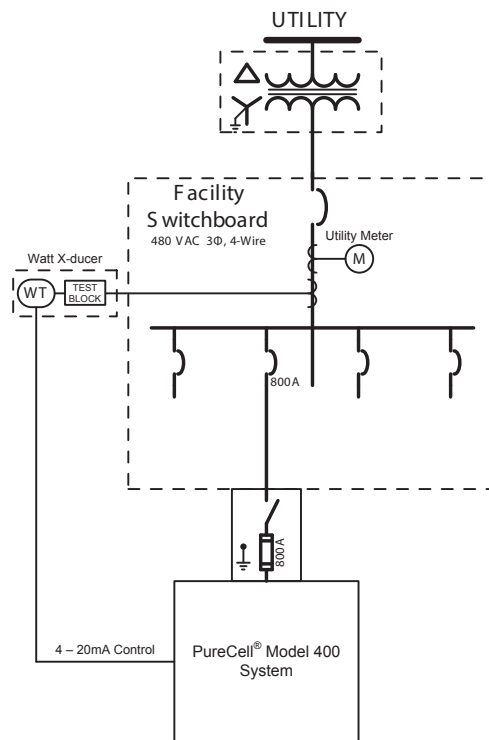 UTILITY
Facility
Switchboard
480 VAC 3Φ, 4-Wire
Utility Meter
M
Watt X-ducer
WT
TEST
BLOCK
800A
800A
4 – 20mA Control
PureCell® Model 400
System